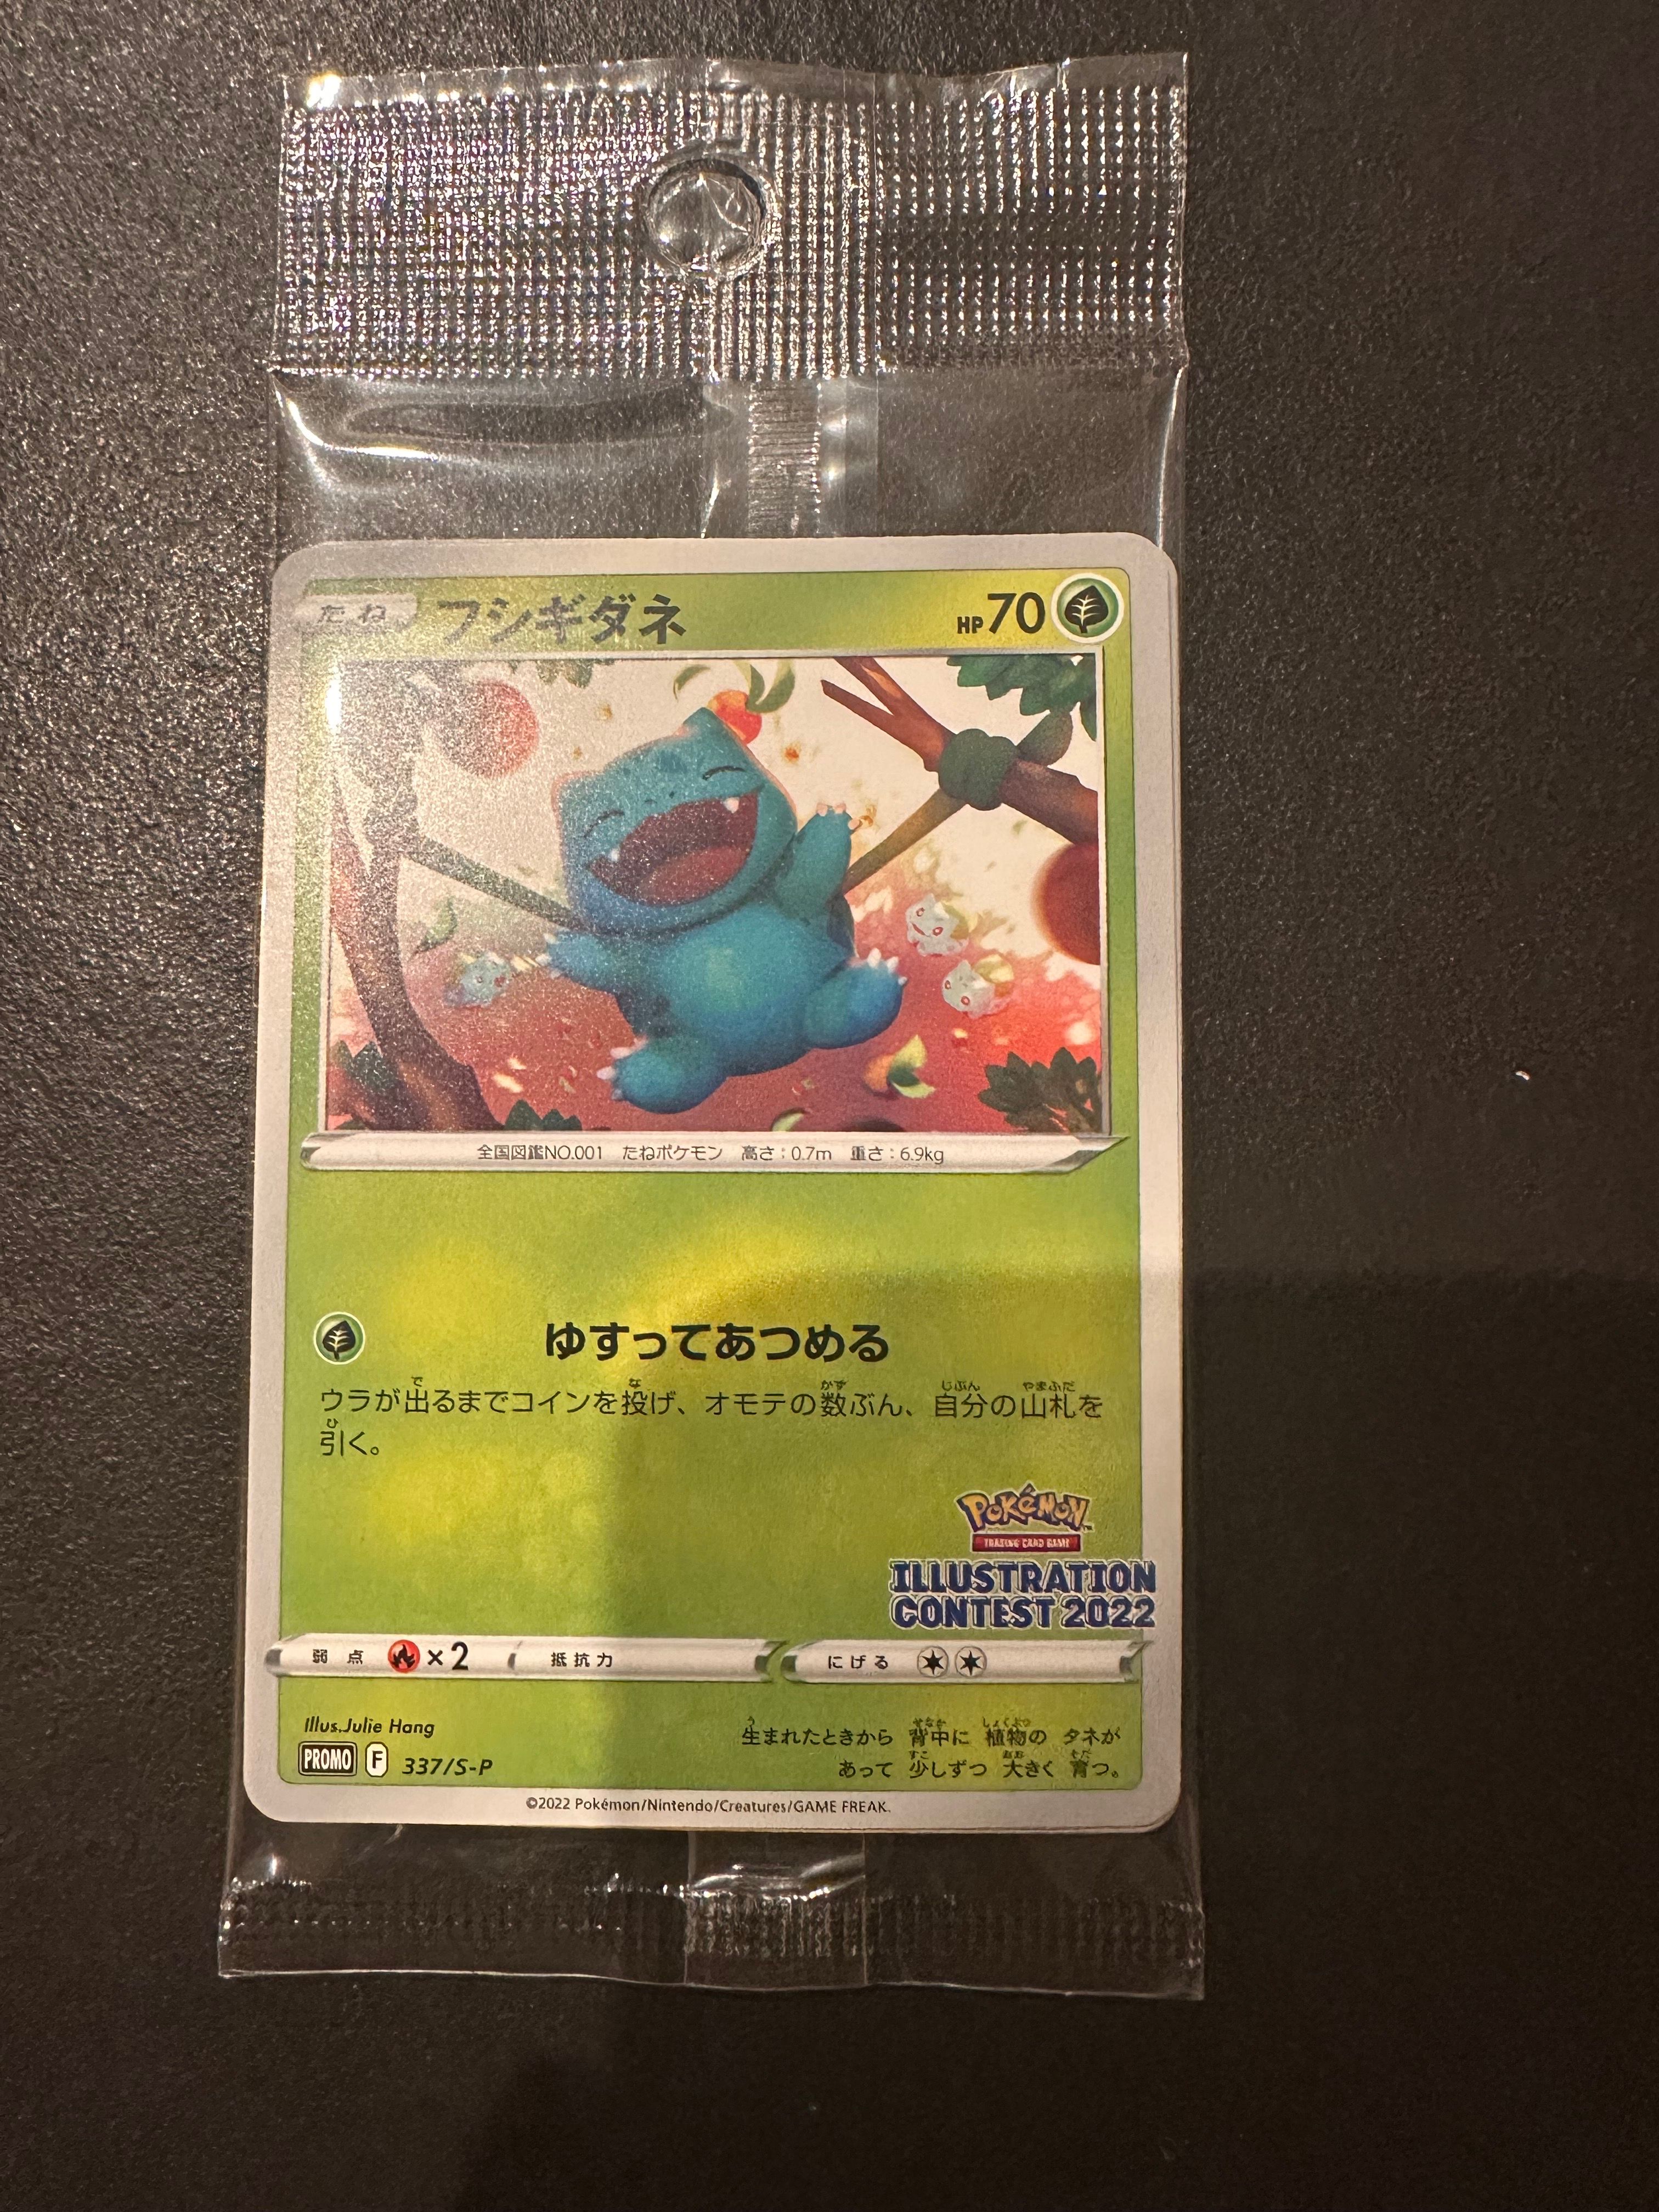 たね フシギダネ HP70
全国図鑑NO.001 たねポケモン 高さ:0.7m 重さ:6.9kg
ゆすってあつめる
ウラが出るまでコインを投げ、オモテの数ぶん、自分の山札を
引く。
Pokémon
TRADING CARD GAME
ILLUSTRATION
CONTEST 2022
弱点 ×2 抵抗力 にげる
Illus.Julie Hang
PROMO F 337/S-P
生まれたときから 背中に 植物の タネが
あって 少しずつ 大きく 育つ。
©2022 Pokémon/Nintendo/Creatures/GAME FREAK.